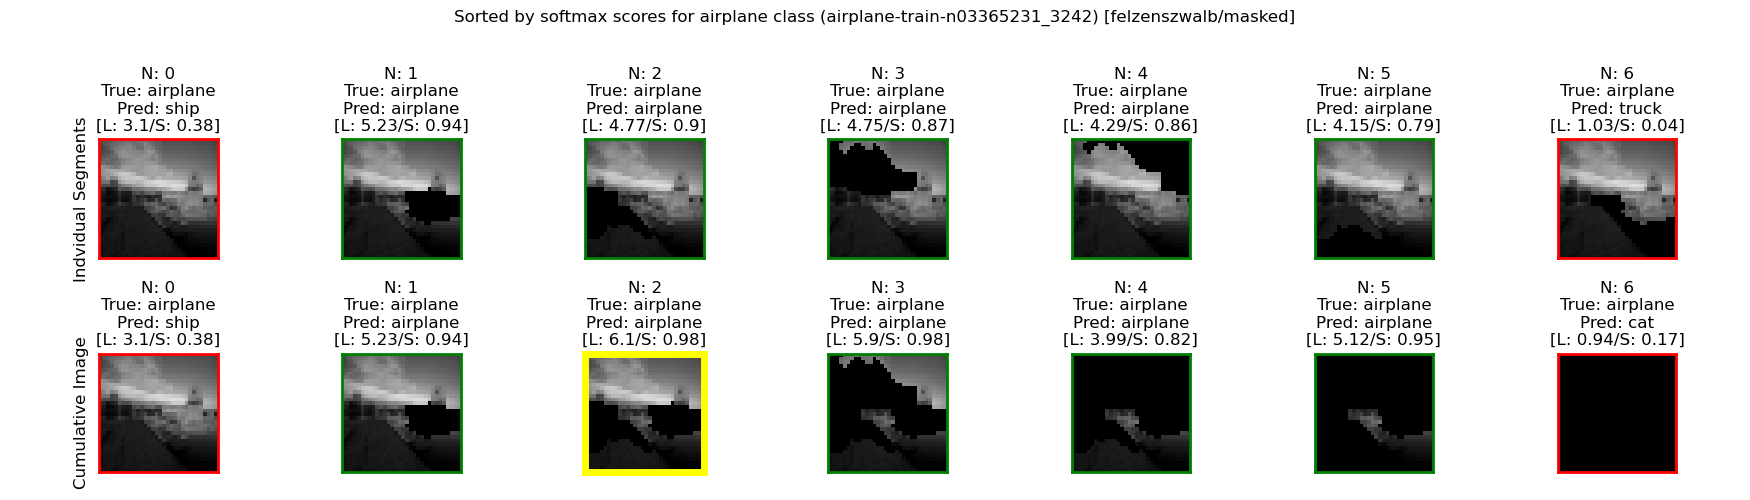 Sorted by softmax scores for airplane class (airplane-train-n03365231_3242) [felzenszwalb/masked]
Indvidual Segments
N: 0
True: airplane
Pred: ship
[L: 3.1/S: 0.38]
N: 1
True: airplane
Pred: airplane
[L: 5.23/S: 0.94]
N: 2
True: airplane
Pred: airplane
[L: 4.77/S: 0.9]
N: 3
True: airplane
Pred: airplane
[L: 4.75/S: 0.87]
N: 4
True: airplane
Pred: airplane
[L: 4.29/S: 0.86]
N: 5
True: airplane
Pred: airplane
[L: 4.15/S: 0.79]
N: 6
True: airplane
Pred: truck
[L: 1.03/S: 0.04]
Cumulative Image
N: 0
True: airplane
Pred: ship
[L: 3.1/S: 0.38]
N: 1
True: airplane
Pred: airplane
[L: 5.23/S: 0.94]
N: 2
True: airplane
Pred: airplane
[L: 6.1/S: 0.98]
N: 3
True: airplane
Pred: airplane
[L: 5.9/S: 0.98]
N: 4
True: airplane
Pred: airplane
[L: 3.99/S: 0.82]
N: 5
True: airplane
Pred: airplane
[L: 5.12/S: 0.95]
N: 6
True: airplane
Pred: cat
[L: 0.94/S: 0.17]